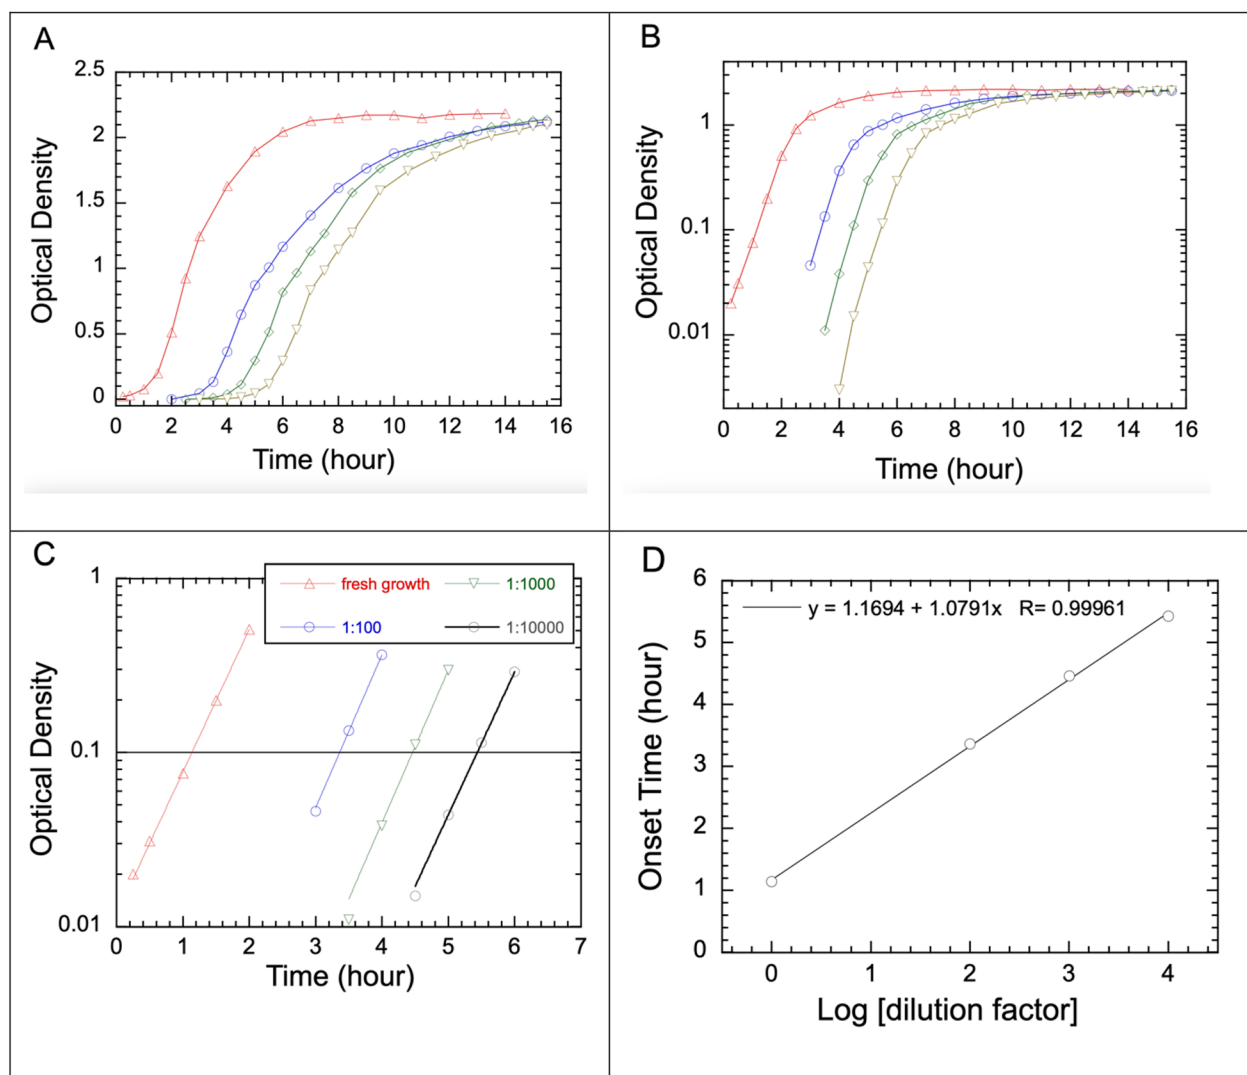 A
2.5
2
1.5
1
0.5
0
0 2 4 6 8 10 12 14 16
Optical Density
Time (hour)
B
1
0.1
0.01
0 2 4 6 8 10 12 14 16
Optical Density
Time (hour)
C
1
0.1
0.01
0 1 2 3 4 5 6 7
fresh growth 1:1000
1:100 1:10000
Optical Density
Time (hour)
D
6
5
4
3
2
1
0
y = 1.1694 + 1.0791x R= 0.99961
0 1 2 3 4
Onset Time (hour)
Log [dilution factor]